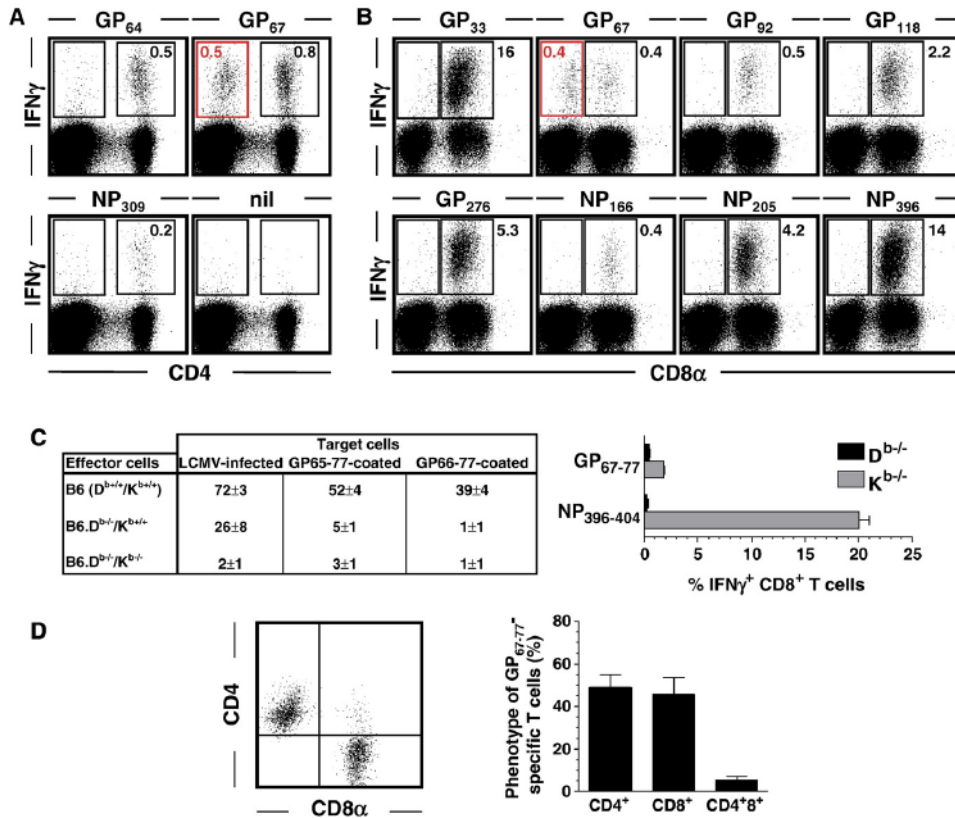 A
GP64 GP67
IFNγ
0.5 0.5 0.8
NP309 nil
IFNγ
0.2
CD4
B
GP33 GP67 GP92 GP118
IFNγ
16 0.4 0.4 0.5 2.2
GP276 NP166 NP205 NP396
IFNγ
5.3 0.4 4.2 14
CD8α
C
Target cells
Effector cells LCMV-infected GP65-77-coated GP66-77-coated
B6 (Db+/+/Kb+/+) 72±3 52±4 39±4
B6.Db-/-/Kb+/+ 26±8 5±1 1±1
B6.Db-/-/Kb-/- 2±1 3±1 1±1
GP67-77
NP396-404
Db-/-
Kb-/-
0 5 10 15 20 25
% IFNγ+ CD8+ T cells
D
CD4
CD8α
Phenotype of GP67-77-
specific T cells (%)
80
60
40
20
0
CD4+ CD8+ CD4+8+